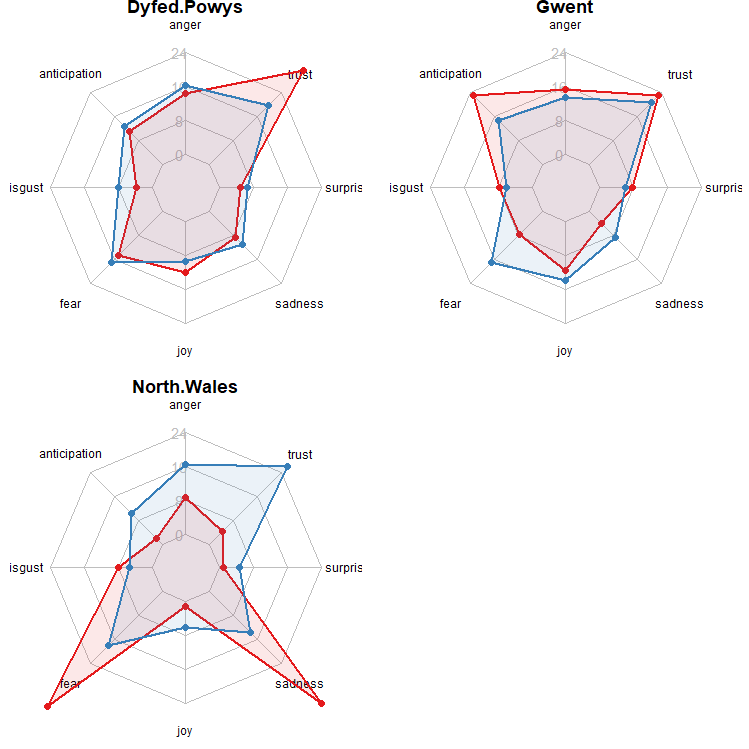 Dyfed.Powys
anger
24
16
8
0
anticipation
trust
isgust
surpris
fear
sadness
joy
Gwent
anger
24
16
8
0
anticipation
trust
isgust
surpris
fear
sadness
joy
North.Wales
anger
24
16
8
0
anticipation
trust
isgust
surpris
fear
sadness
joy